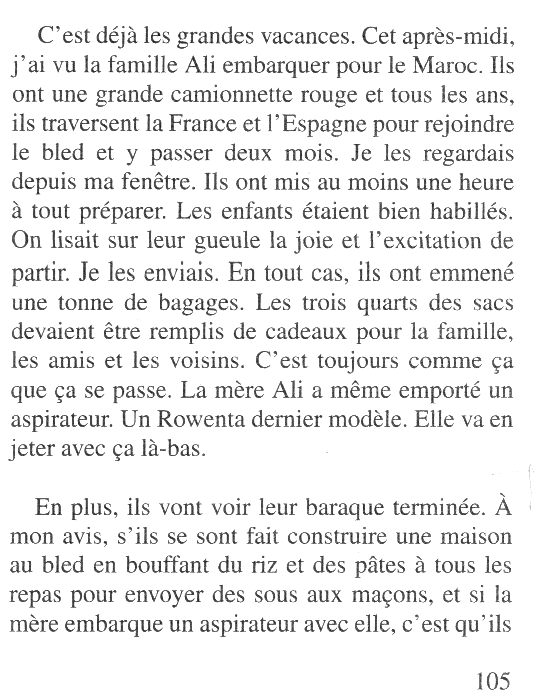 C'est déjà les grandes vacances. Cet après-midi,
j'ai vu la famille Ali embarquer pour le Maroc. Ils
ont une grande camionnette rouge et tous les ans,
ils traversent la France et l'Espagne pour rejoindre
le bled et y passer deux mois. Je les regardais
depuis ma fenêtre. Ils ont mis au moins une heure
à tout préparer. Les enfants étaient bien habillés.
On lisait sur leur gueule la joie et l'excitation de
partir. Je les enviais. En tout cas, ils ont emmené
une tonne de bagages. Les trois quarts des sacs
devaient être remplis de cadeaux pour la famille,
les amis et les voisins. C'est toujours comme ça
que ça se passe. La mère Ali a même emporté un
aspirateur. Un Rowenta dernier modèle. Elle va en
jeter avec ça là-bas.
En plus, ils vont voir leur baraque terminée. À
mon avis, s'ils se sont fait construire une maison
au bled en bouffant du riz et des pâtes à tous les
repas pour envoyer des sous aux maçons, et si la
mère embarque un aspirateur avec elle, c'est qu'ils
105